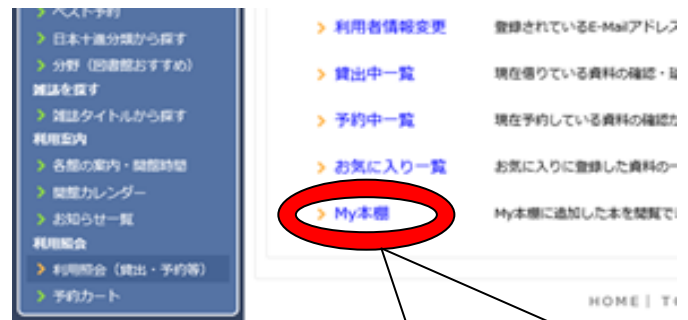 ベスト予約
日本十進分類から探す
分野（図書館おすすめ）
雑誌を探す
雑誌タイトルから探す
利用案内
各館の案内・開館時間
開館カレンダー
お知らせ一覧
利用照会
利用照会（貸出・予約等）
予約カート
利用者情報変更 登録されているE-Mailアドレス
貸出中一覧 現在借りている資料の確認・
予約中一覧 現在予約している資料の確認
お気に入り一覧 お気に入りに登録した資料の一
My本棚 My本棚に追加した本を閲覧で
HOME|